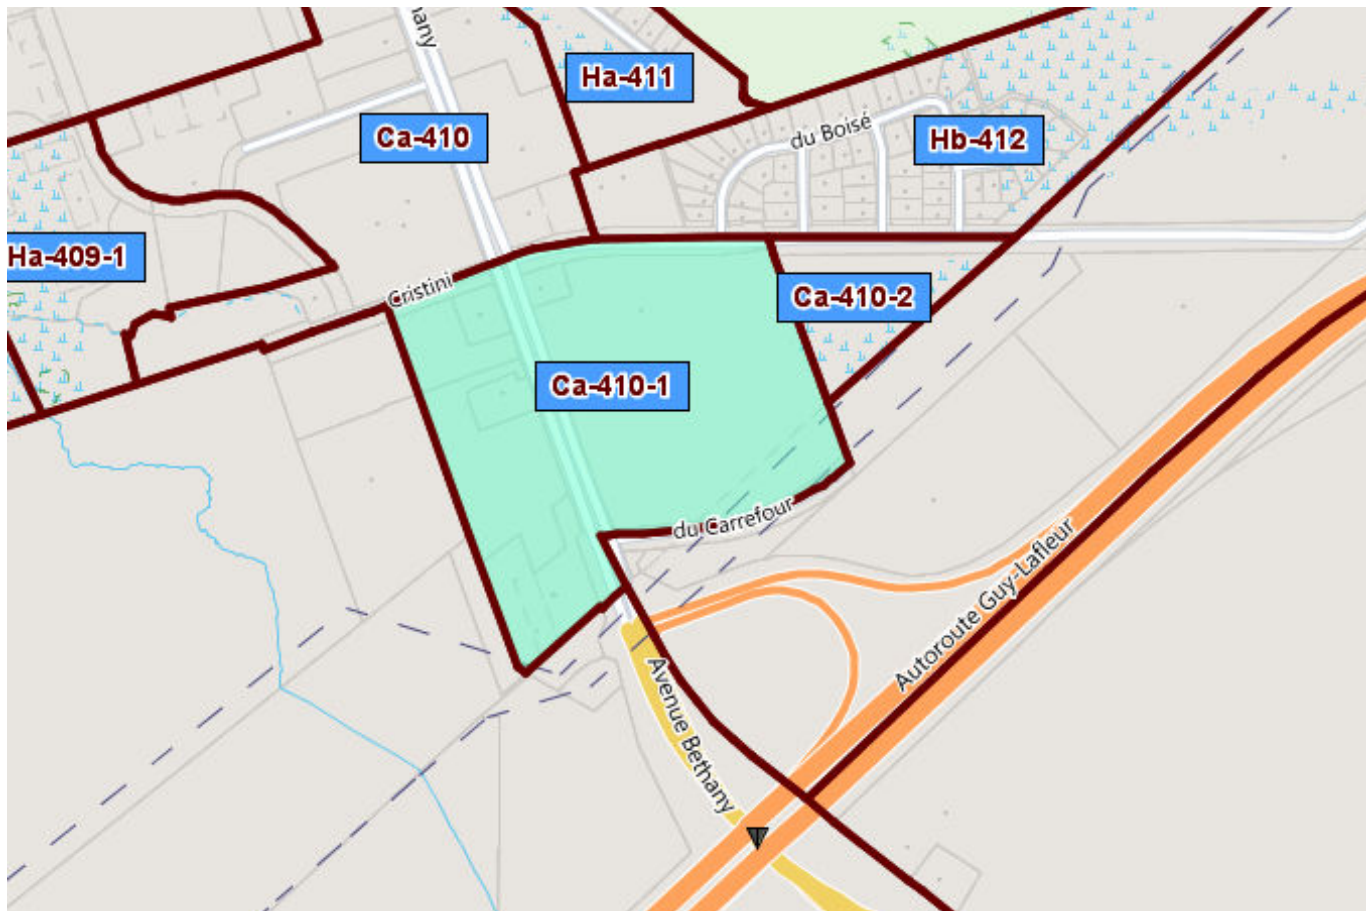 hany
Ha-411
Ca-410
du Boisé
Hb-412
Ha-409-1
Cristini
Ca-410-2
Ca-410-1
du Carrefour
Autoroute Guy-Lafleur
Avenue Bethany